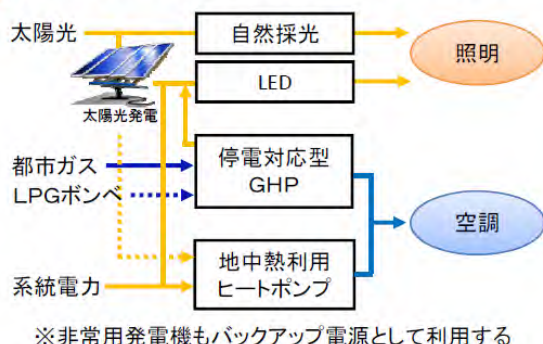 太陽光
自然採光
照明
LED
太陽光発電
都市ガス
LPGボンベ
停電対応型
GHP
空調
系統電力
地中熱利用
ヒートポンプ
※非常用発電機もバックアップ電源として利用する